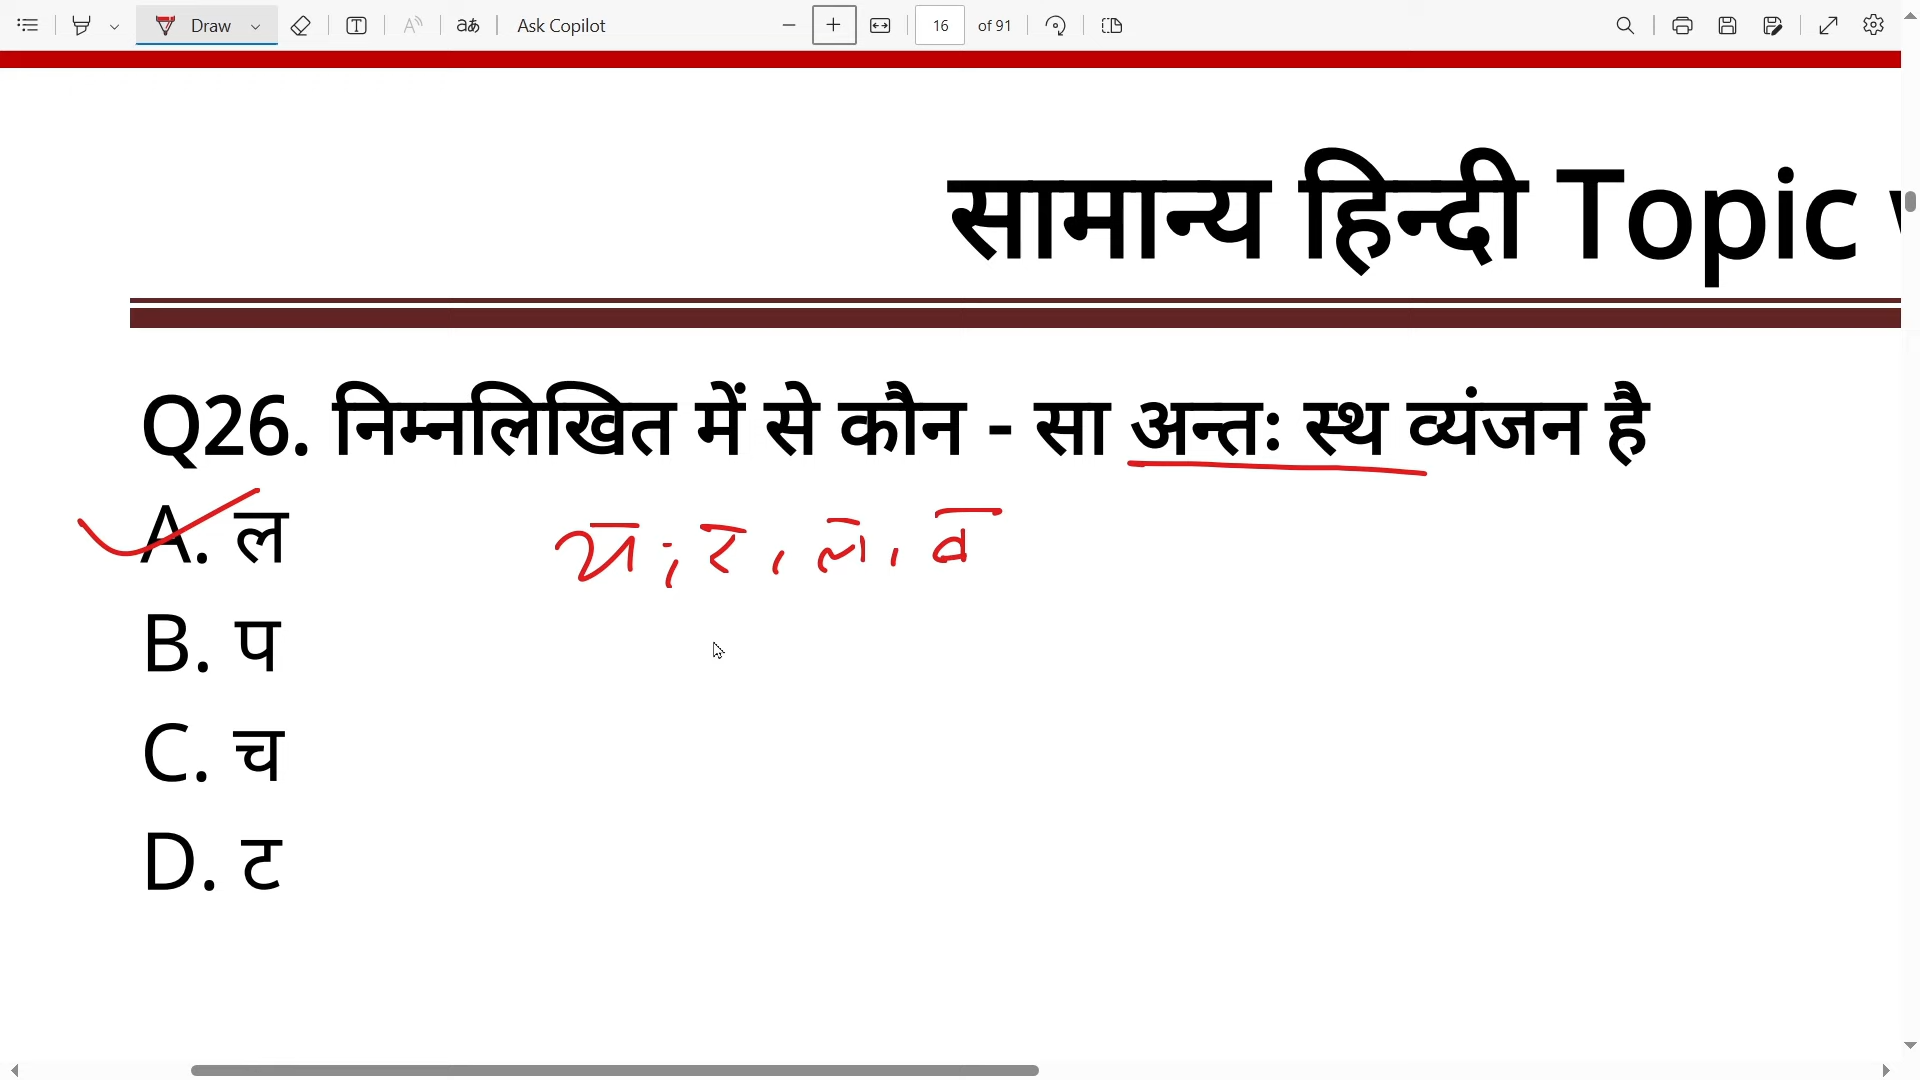 Draw Ask Copilot 16 of 91
सामान्य हिन्दी Topic
Q26. निम्नलिखित में से कौन - सा अन्तः स्थ व्यंजन है
A. ल
य, र, ल, व
B. प
C. च
D. ट